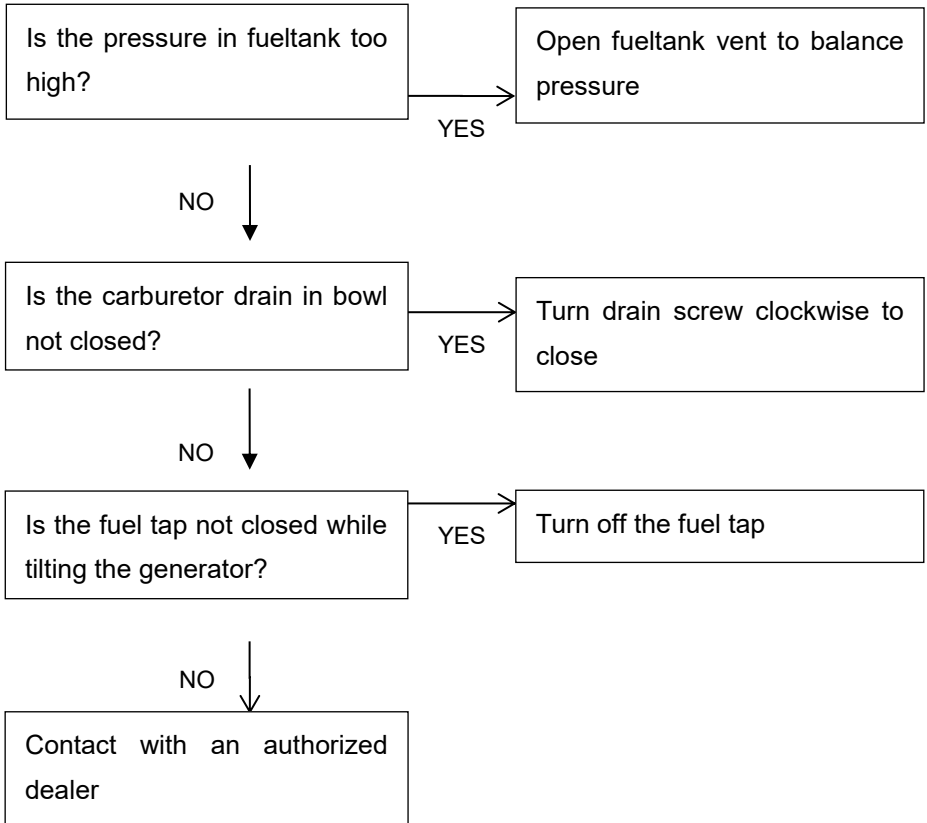 Is the pressure in fueltank too
high?
YES
Open fueltank vent to balance
pressure
NO
Is the carburetor drain in bowl
not closed?
YES
Turn drain screw clockwise to
close
NO
Is the fuel tap not closed while
tilting the generator?
YES
Turn off the fuel tap
NO
Contact with an authorized
dealer